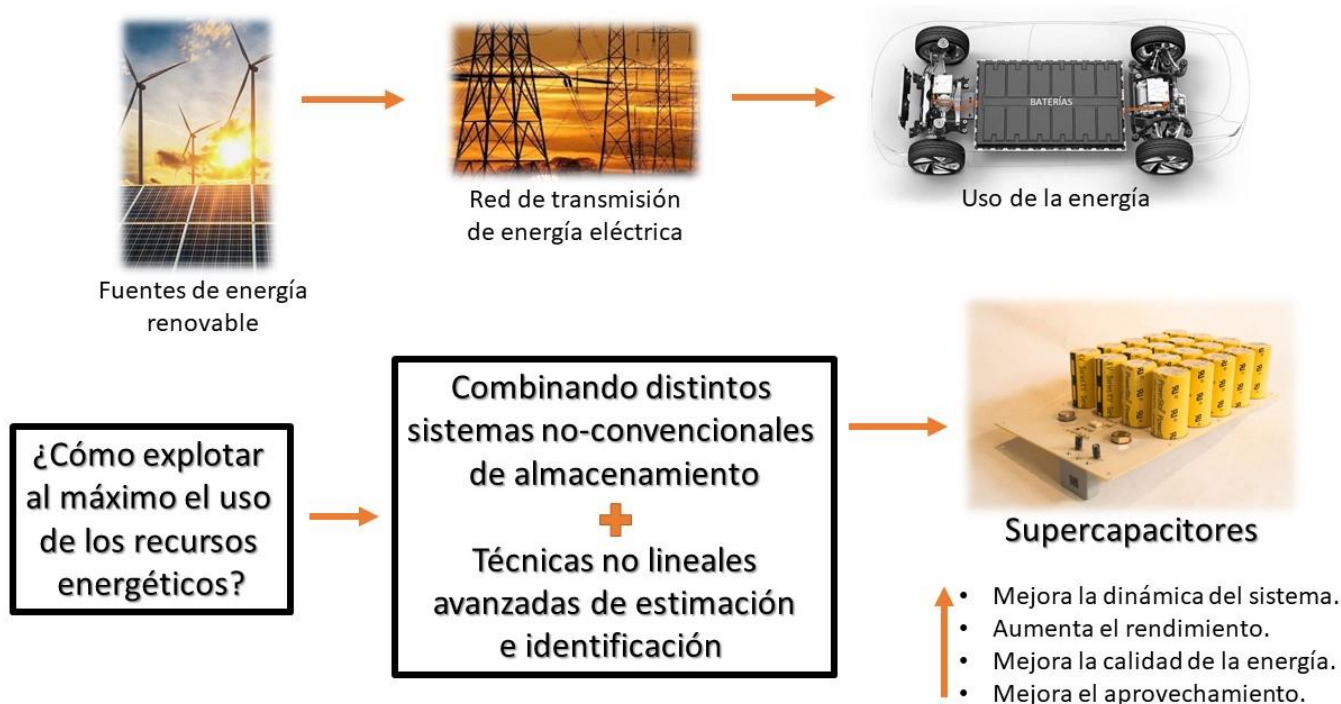 BATERÍAS
Fuentes de energía
renovable
Red de transmisión
de energía eléctrica
Uso de la energía
¿Cómo explotar
al máximo el uso
de los recursos
energéticos?
Combinando distintos
sistemas no-convencionales
de almacenamiento
+
Técnicas no lineales
avanzadas de estimación
e identificación
Supercapacitores
• Mejora la dinámica del sistema.
• Aumenta el rendimiento.
• Mejora la calidad de la energía.
• Mejora el aprovechamiento.